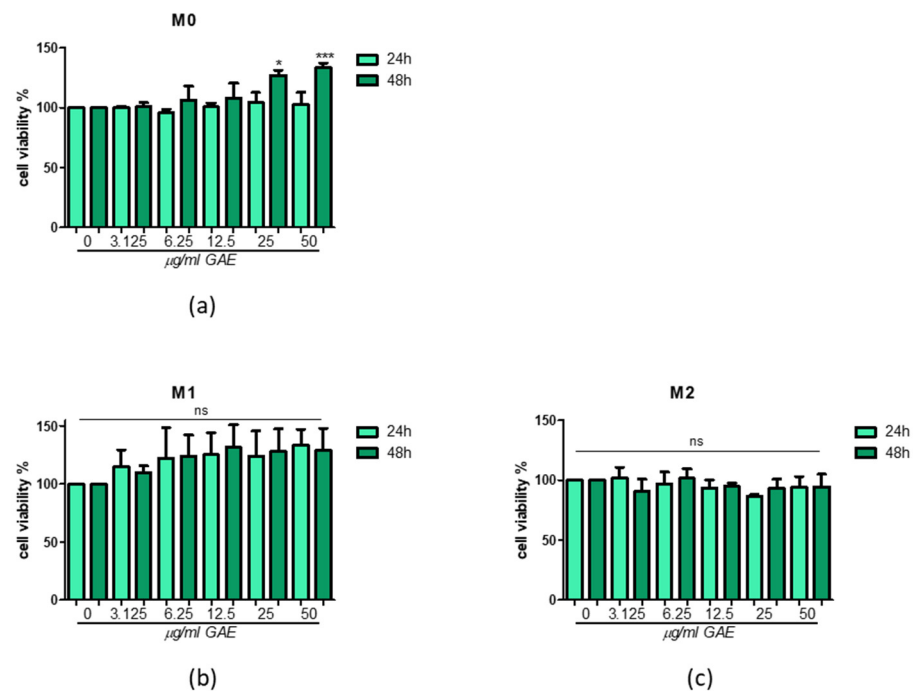 M0
150
100
50
0
cell viability %
* ***
24h
48h
0 3.125 6.25 12.5 25 50
µg/ml GAE
(a)
M1
ns
150
100
50
0
cell viability %
24h
48h
0 3.125 6.25 12.5 25 50
µg/ml GAE
(b)
M2
ns
150
100
50
0
cell viability %
24h
48h
0 3.125 6.25 12.5 25 50
µg/ml GAE
(c)